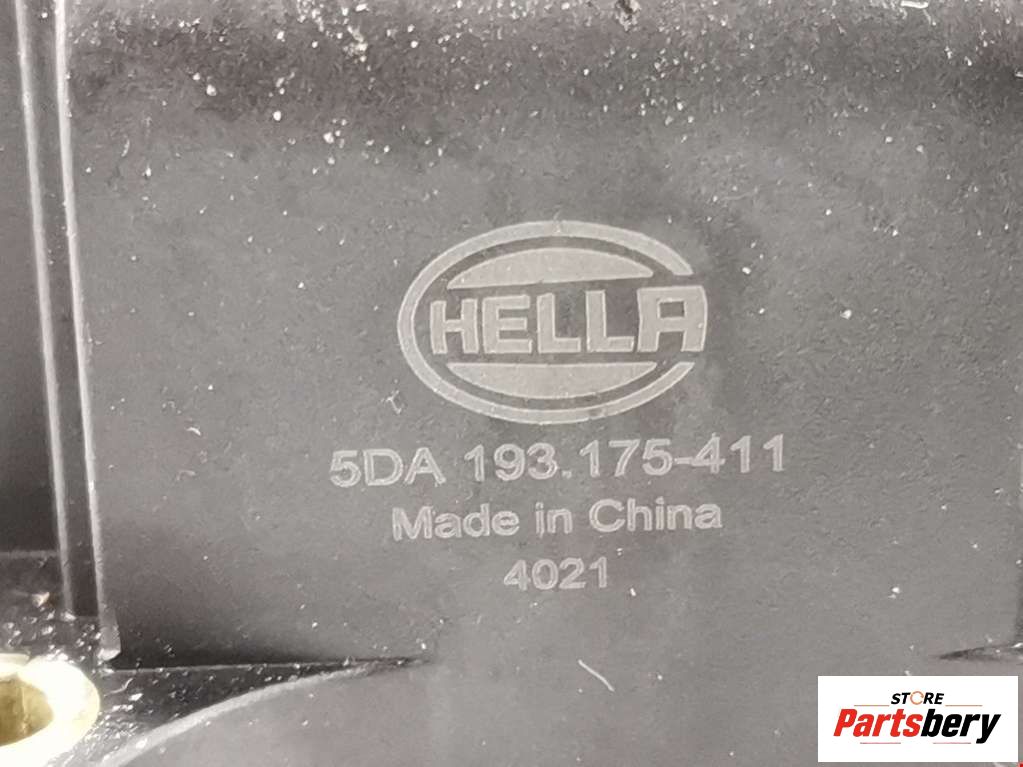 HELLA
5DA 193.175-411
Made in China
4021
STORE
Partsbery